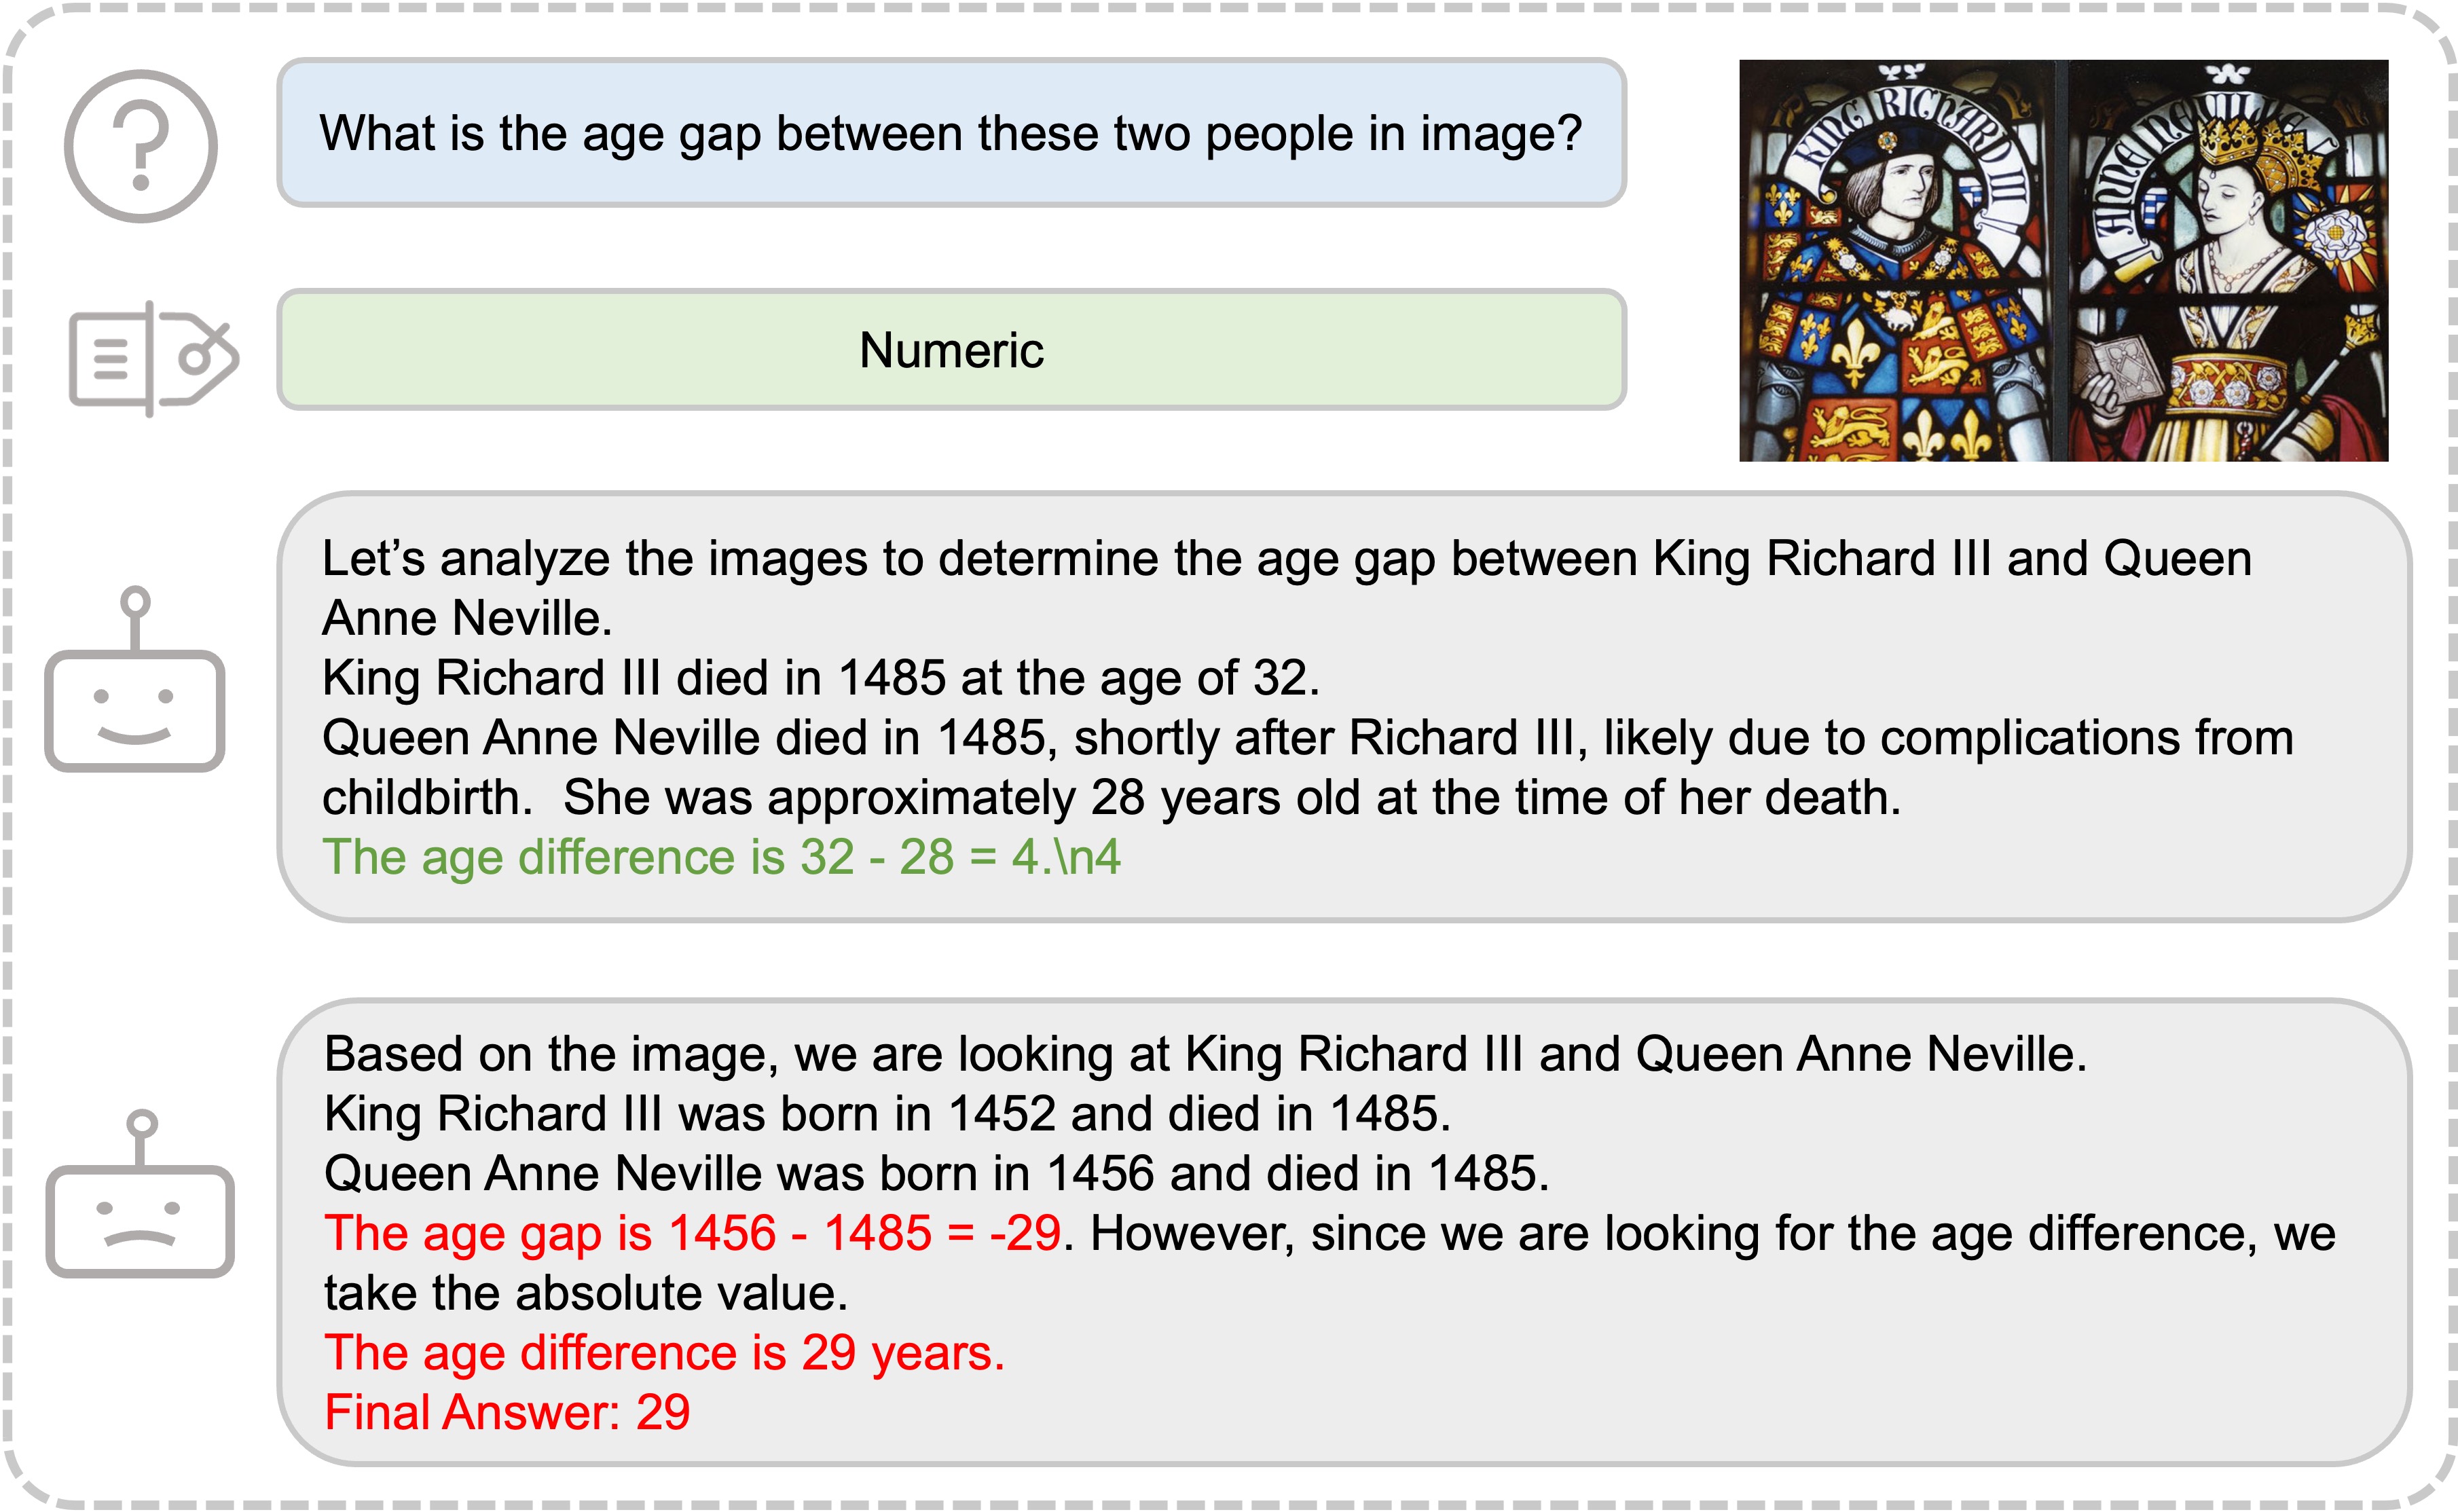 What is the age gap between these two people in image?
KING RICHARD III
ANNE NEVILLE
Numeric
Let’s analyze the images to determine the age gap between King Richard III and Queen
Anne Neville.
King Richard III died in 1485 at the age of 32.
Queen Anne Neville died in 1485, shortly after Richard III, likely due to complications from
childbirth.  She was approximately 28 years old at the time of her death.
The age difference is 32 - 28 = 4.\n4
Based on the image, we are looking at King Richard III and Queen Anne Neville.
King Richard III was born in 1452 and died in 1485.
Queen Anne Neville was born in 1456 and died in 1485.
The age gap is 1456 - 1485 = -29. However, since we are looking for the age difference, we
take the absolute value.
The age difference is 29 years.
Final Answer: 29